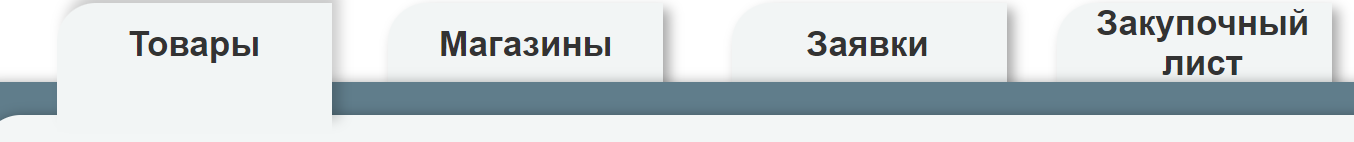 Товары
Магазины
Заявки
Закупочный
лист